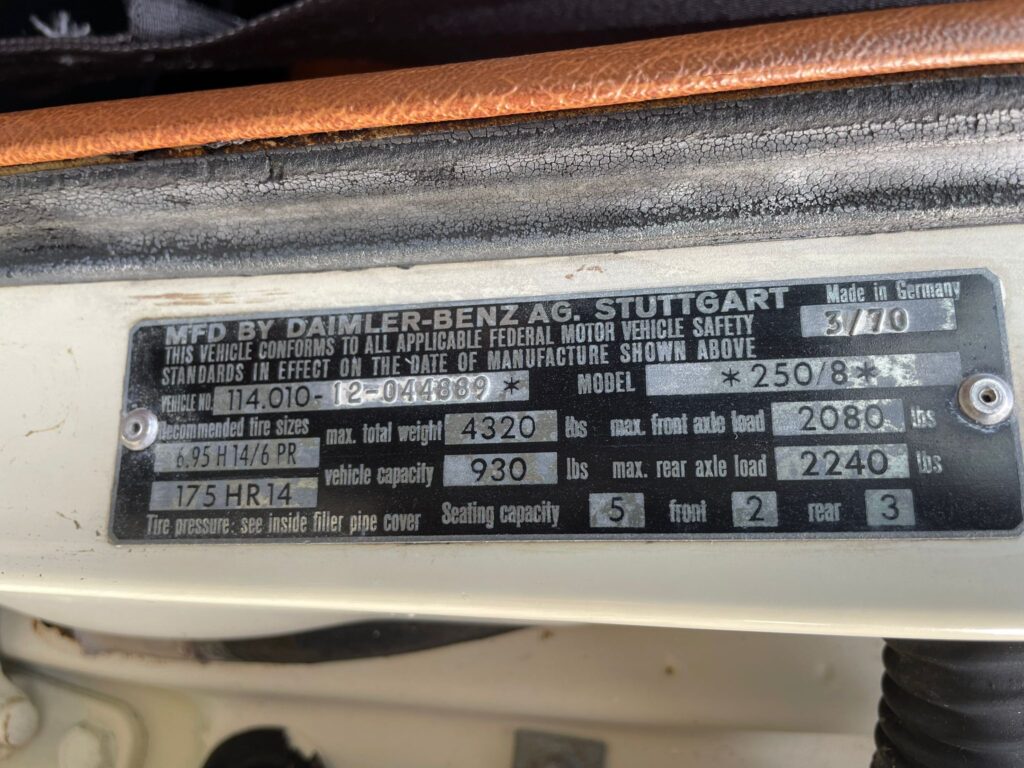 MFD BY DAIMLER-BENZ AG. STUTTGART Made in Germany
THIS VEHICLE CONFORMS TO ALL APPLICABLE FEDERAL MOTOR VEHICLE SAFETY 3/70
STANDARDS IN EFFECT ON THE DATE OF MANUFACTURE SHOWN ABOVE
VEHICLE NO. 114.010-12-044889 * MODEL *250/8*
Recommended tire sizes max. total weight 4320 lbs max. front axle load 2080 lbs
6.95 H 14/6 PR vehicle capacity 930 lbs max. rear axle load 2240 lbs
175 HR 14
Tire pressure: see inside filler pipe cover Seating capacity 5 front 2 rear 3